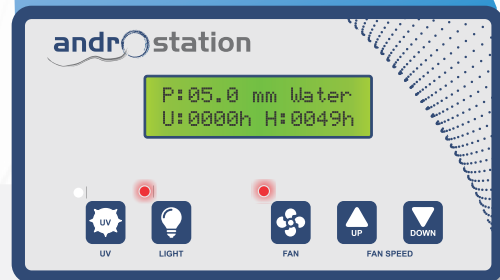 androstation
P:05.0 mm Water
U:0000h H:0049h
UV
UV
LIGHT
FAN
UP
DOWN
FAN SPEED